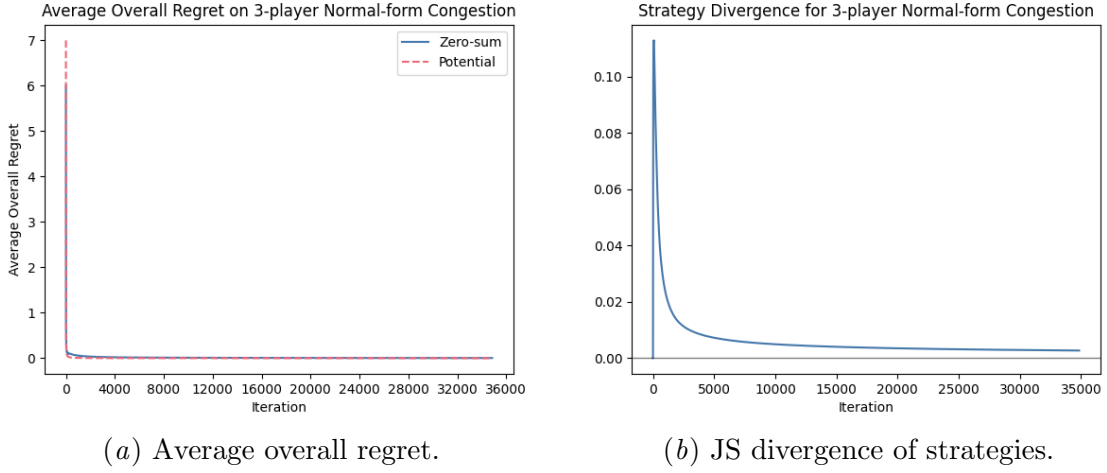 Average Overall Regret on 3-player Normal-form Congestion
7
6
5
4
3
2
1
0
Average Overall Regret
Zero-sum
Potential
0 4000 8000 12000 16000 20000 24000 28000 32000 36000
Iteration
(a) Average overall regret.
Strategy Divergence for 3-player Normal-form Congestion
0.10
0.08
0.06
0.04
0.02
0.00
0 5000 10000 15000 20000 25000 30000 35000
Iteration
(b) JS divergence of strategies.